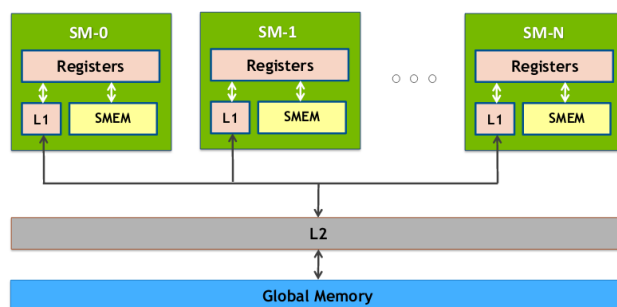 SM-0
SM-1
SM-N
Registers
Registers
Registers
L1
SMEM
L1
SMEM
L1
SMEM
L2
Global Memory